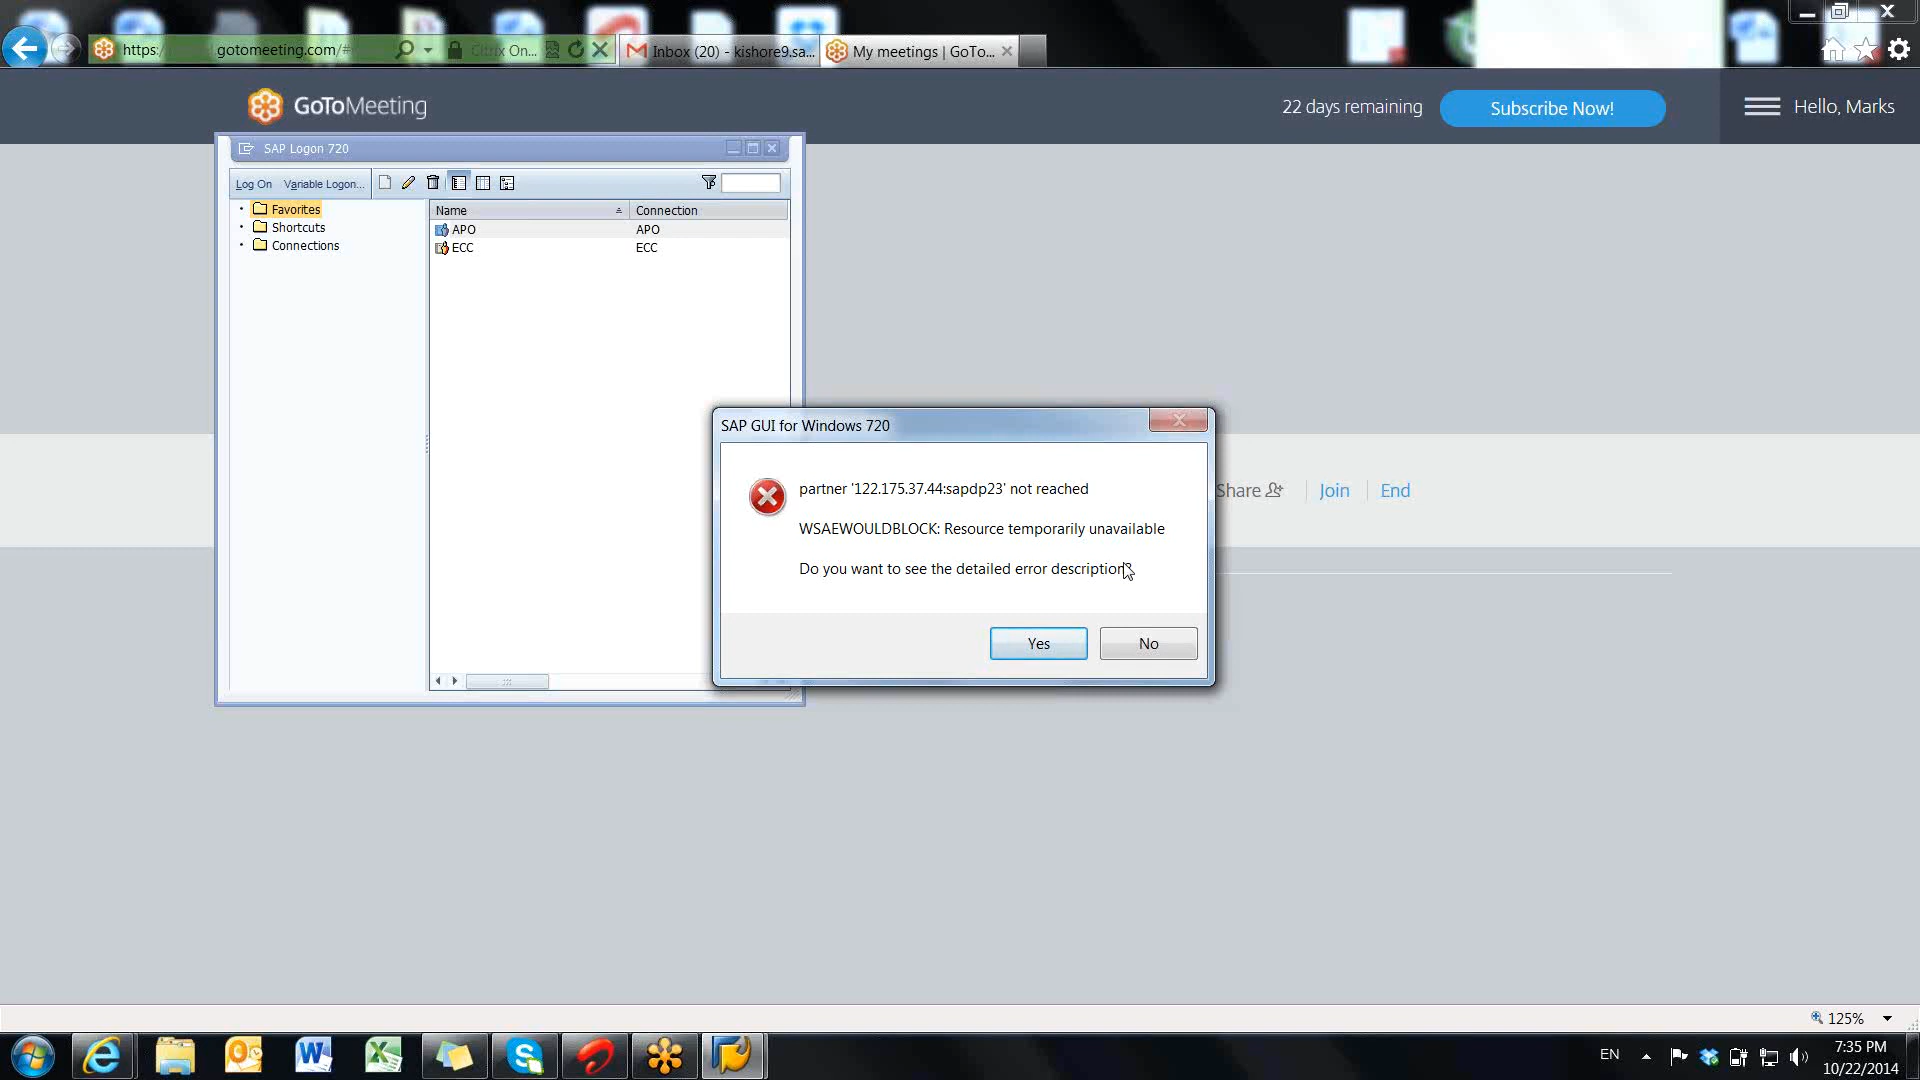 https:
gotomeeting.com/#
Citrix On...
Inbox (20) - kishore9.sa...
My meetings | GoTo...
GoToMeeting
22 days remaining
Subscribe Now!
Hello, Marks
SAP Logon 720
Log On
Variable Logon...
Favorites
Shortcuts
Connections
Name
Connection
APO
APO
ECC
ECC
SAP GUI for Windows 720
partner '122.175.37.44:sapdp23' not reached
WSAEWOULDBLOCK: Resource temporarily unavailable
Do you want to see the detailed error description?
Yes
No
Share
Join
End
125%
EN
7:35 PM
10/22/2014